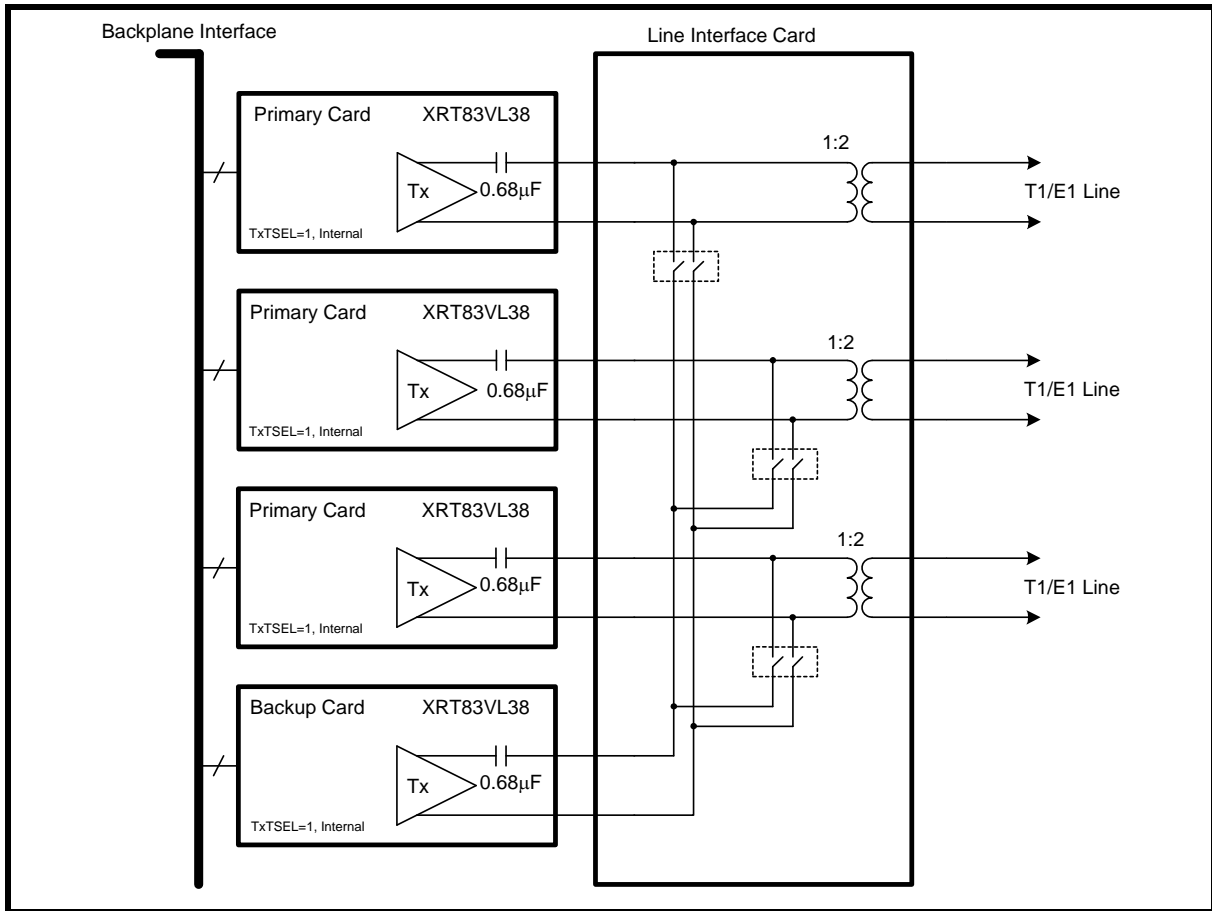 Backplane Interface
Line Interface Card
Primary Card XRT83VL38
Tx
0.68μF
TxTSEL=1, Internal
1:2
T1/E1 Line
Primary Card XRT83VL38
Tx
0.68μF
TxTSEL=1, Internal
1:2
T1/E1 Line
Primary Card XRT83VL38
Tx
0.68μF
TxTSEL=1, Internal
1:2
T1/E1 Line
Backup Card XRT83VL38
Tx
0.68μF
TxTSEL=1, Internal